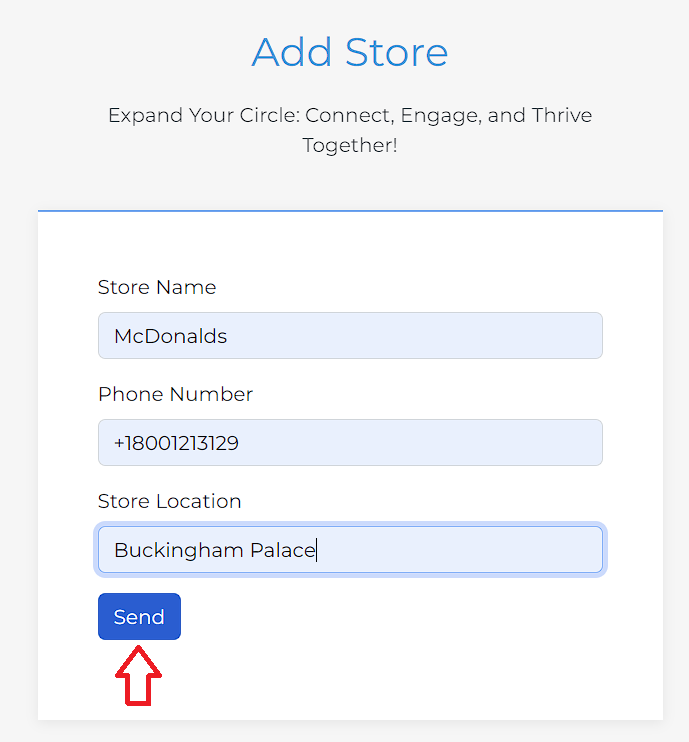 Add Store
Expand Your Circle: Connect, Engage, and Thrive
Together!
Store Name
McDonalds
Phone Number
+18001213129
Store Location
Buckingham Palace
Send